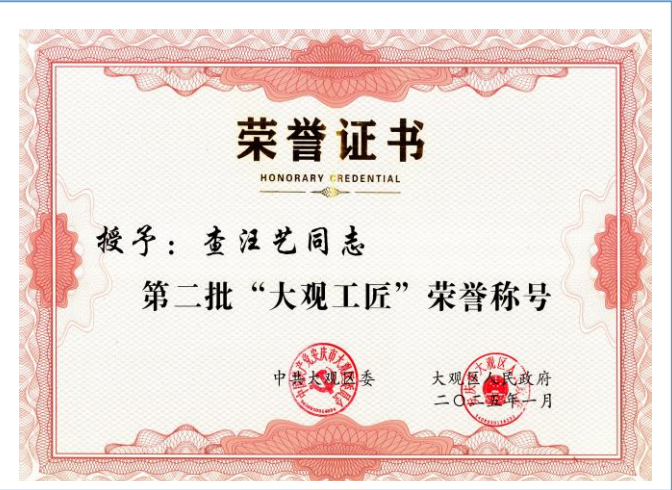 荣誉证书
HONORARY CREDENTIAL
授予：查汪艺同志
第二批“大观工匠”荣誉称号
中共大观区委
大观区人民政府
二〇二五年一月